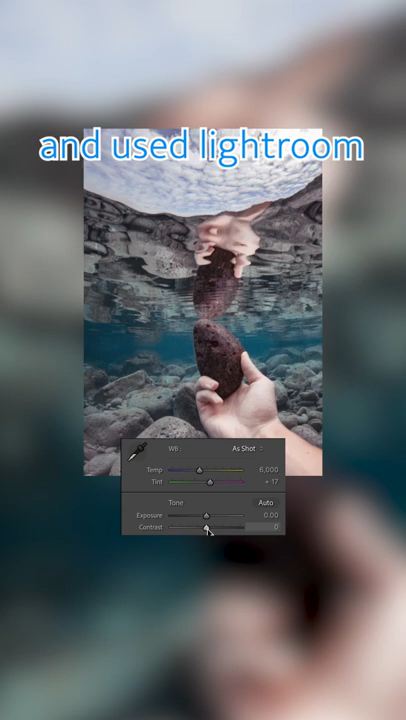 and used lightroom
WB: As Shot
Temp 6,000
Tint + 17
Tone Auto
Exposure 0.00
Contrast 0